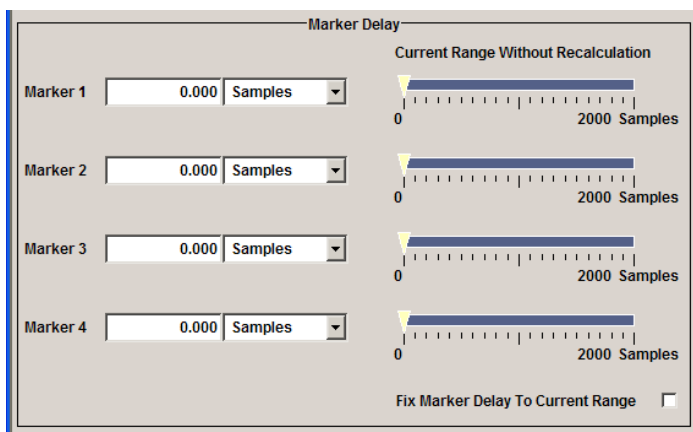 Marker Delay
Current Range Without Recalculation
Marker 1 0.000 Samples
0 2000 Samples
Marker 2 0.000 Samples
0 2000 Samples
Marker 3 0.000 Samples
0 2000 Samples
Marker 4 0.000 Samples
0 2000 Samples
Fix Marker Delay To Current Range